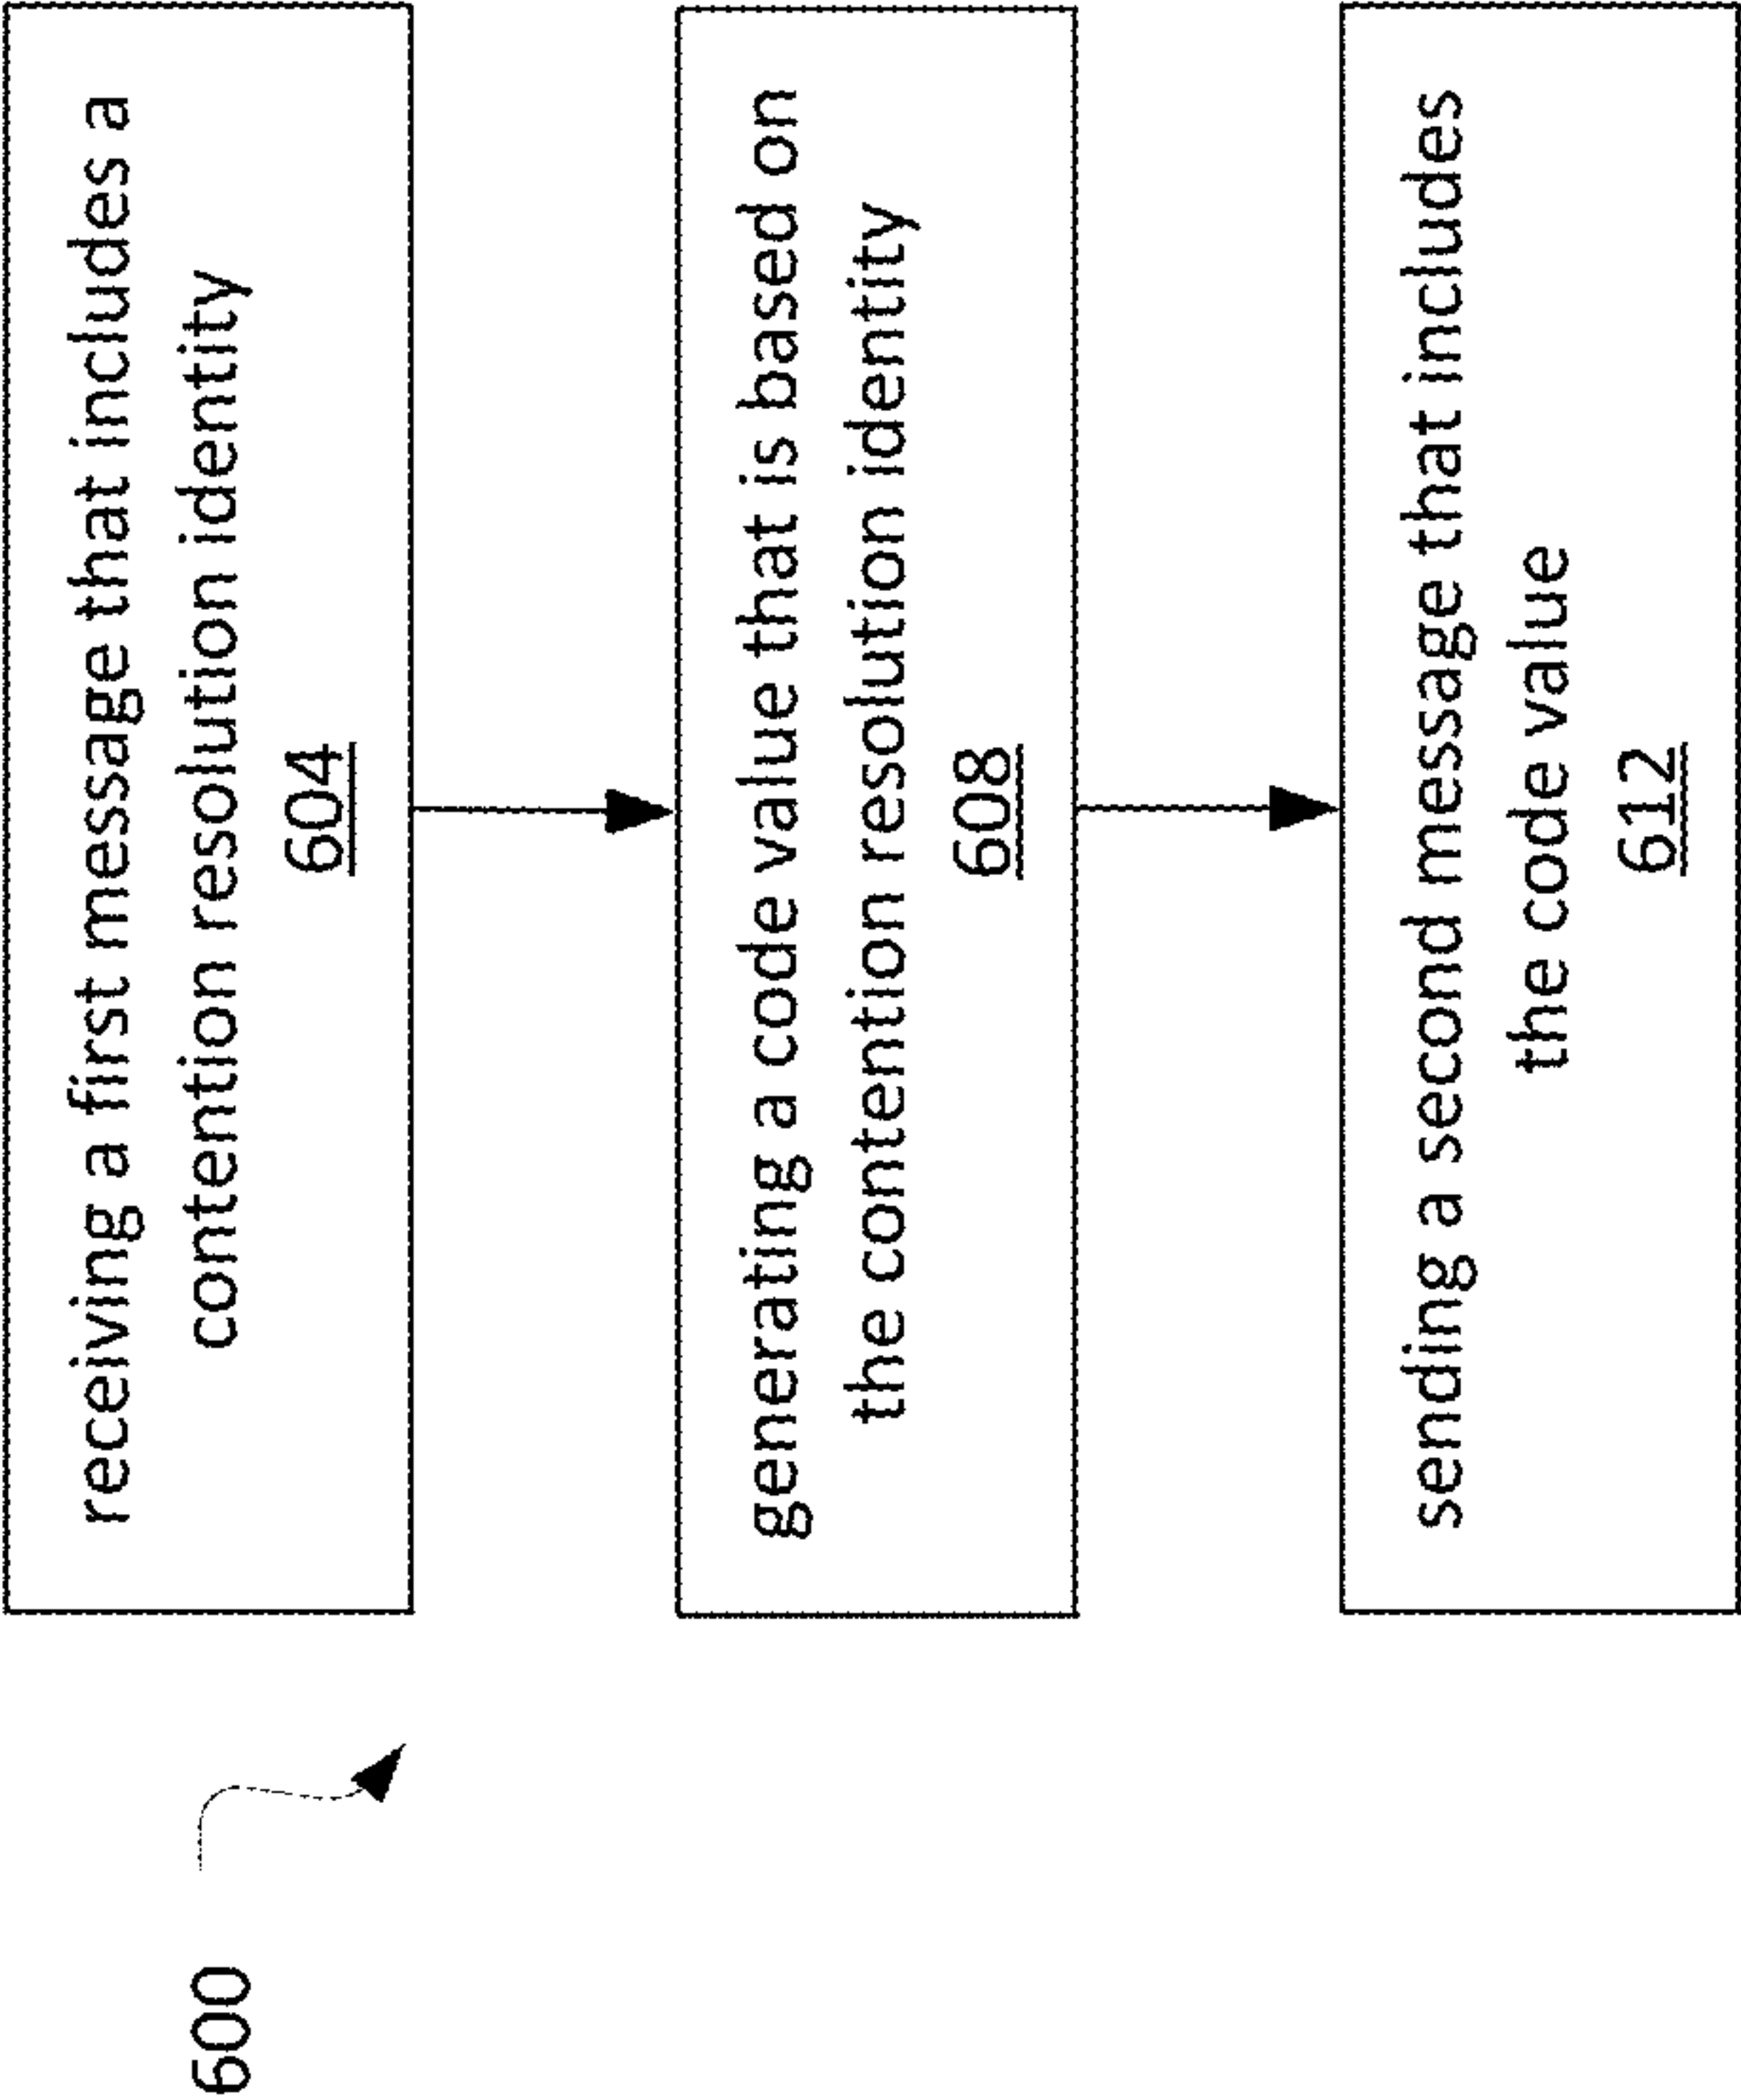 600
receiving a first message that includes a
contention resolution identity
604
generating a code value that is based on
the contention resolution identity
608
sending a second message that includes
the code value
612